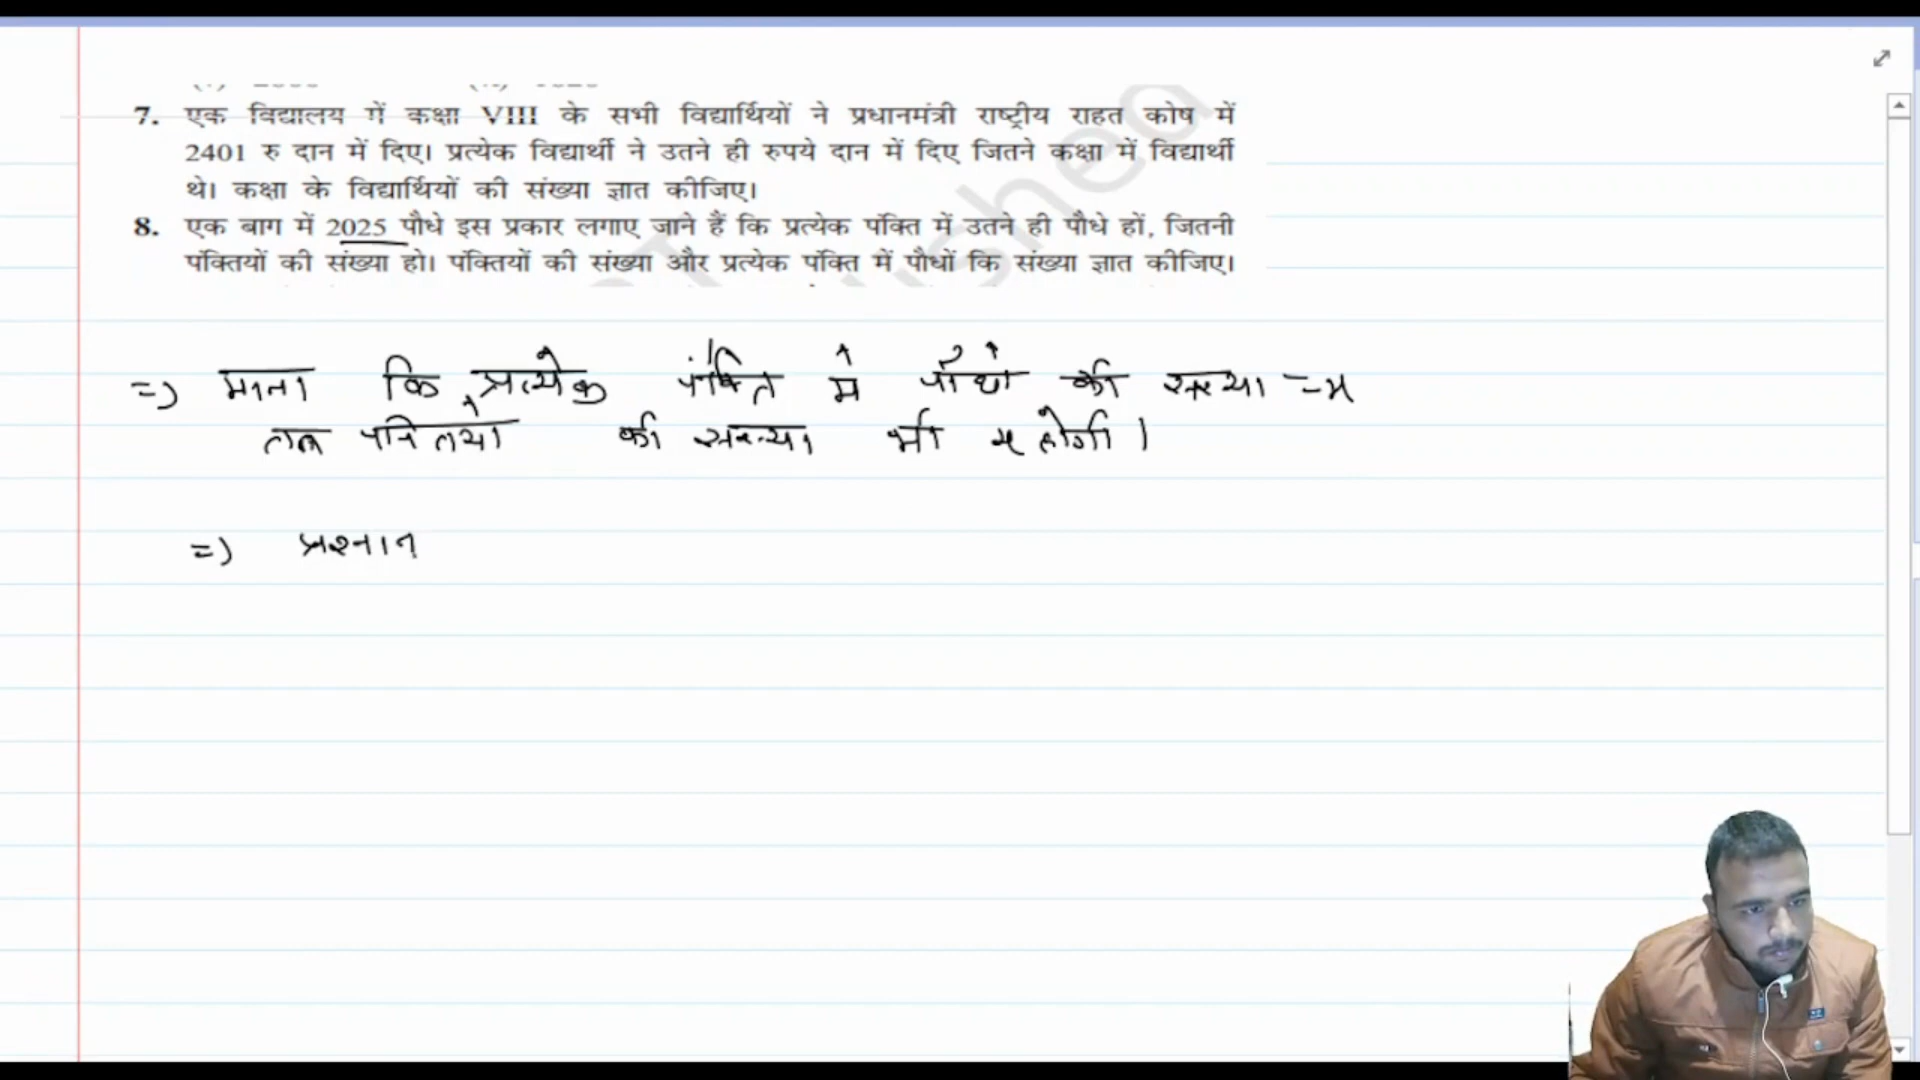 7. एक विद्यालय में कक्षा VIII के सभी विद्यार्थियों ने प्रधानमंत्री राष्ट्रीय राहत कोष में
2401 रु दान में दिए। प्रत्येक विद्यार्थी ने उतने ही रुपये दान में दिए जितने कक्षा में विद्यार्थी
थे। कक्षा के विद्यार्थियों की संख्या ज्ञात कीजिए।
8. एक बाग में 2025 पौधे इस प्रकार लगाए जाने हैं कि प्रत्येक पंक्ति में उतने ही पौधे हों, जितनी
पंक्तियों की संख्या हो। पंक्तियों की संख्या और प्रत्येक पंक्ति में पौधों कि संख्या ज्ञात कीजिए।
=> माना कि प्रत्येक पंक्ति में पौधों की संख्या = x
तब पंक्तियों की संख्या भी x होगी।
=> प्रश्नान